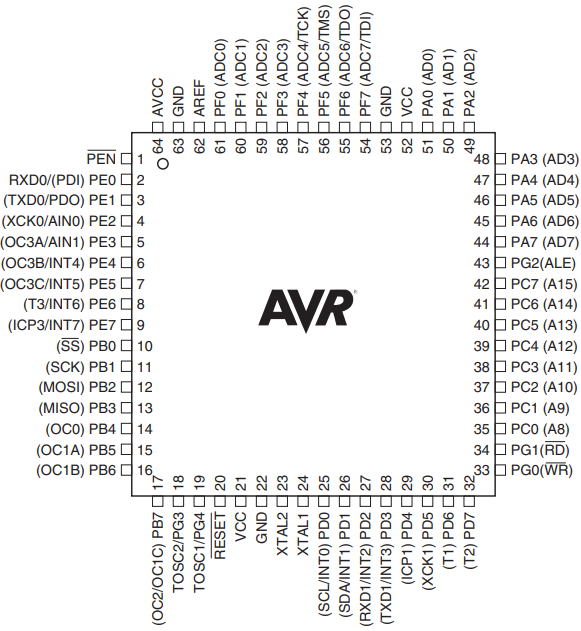 AVCC
GND
AREF
PF0 (ADC0)
PF1 (ADC1)
PF2 (ADC2)
PF3 (ADC3)
PF4 (ADC4/TCK)
PF5 (ADC5/TMS)
PF6 (ADC6/TDO)
PF7 (ADC7/TDI)
GND
VCC
PA0 (AD0)
PA1 (AD1)
PA2 (AD2)
64
63
62
61
60
59
58
57
56
55
54
53
52
51
50
49
PEN 1
RXD0/(PDI) PE0 2
(TXD0/PDO) PE1 3
(XCK0/AIN0) PE2 4
(OC3A/AIN1) PE3 5
(OC3B/INT4) PE4 6
(OC3C/INT5) PE5 7
(T3/INT6) PE6 8
(ICP3/INT7) PE7 9
(SS) PB0 10
(SCK) PB1 11
(MOSI) PB2 12
(MISO) PB3 13
(OC0) PB4 14
(OC1A) PB5 15
(OC1B) PB6 16
AVR®
48 PA3 (AD3)
47 PA4 (AD4)
46 PA5 (AD5)
45 PA6 (AD6)
44 PA7 (AD7)
43 PG2(ALE)
42 PC7 (A15)
41 PC6 (A14)
40 PC5 (A13)
39 PC4 (A12)
38 PC3 (A11)
37 PC2 (A10)
36 PC1 (A9)
35 PC0 (A8)
34 PG1(RD)
33 PG0(WR)
17
18
19
20
21
22
23
24
25
26
27
28
29
30
31
32
(OC2/OC1C) PB7
TOSC2/PG3
TOSC1/PG4
RESET
VCC
GND
XTAL2
XTAL1
(SCL/INT0) PD0
(SDA/INT1) PD1
(RXD1/INT2) PD2
(TXD1/INT3) PD3
(ICP1) PD4
(XCK1) PD5
(T1) PD6
(T2) PD7